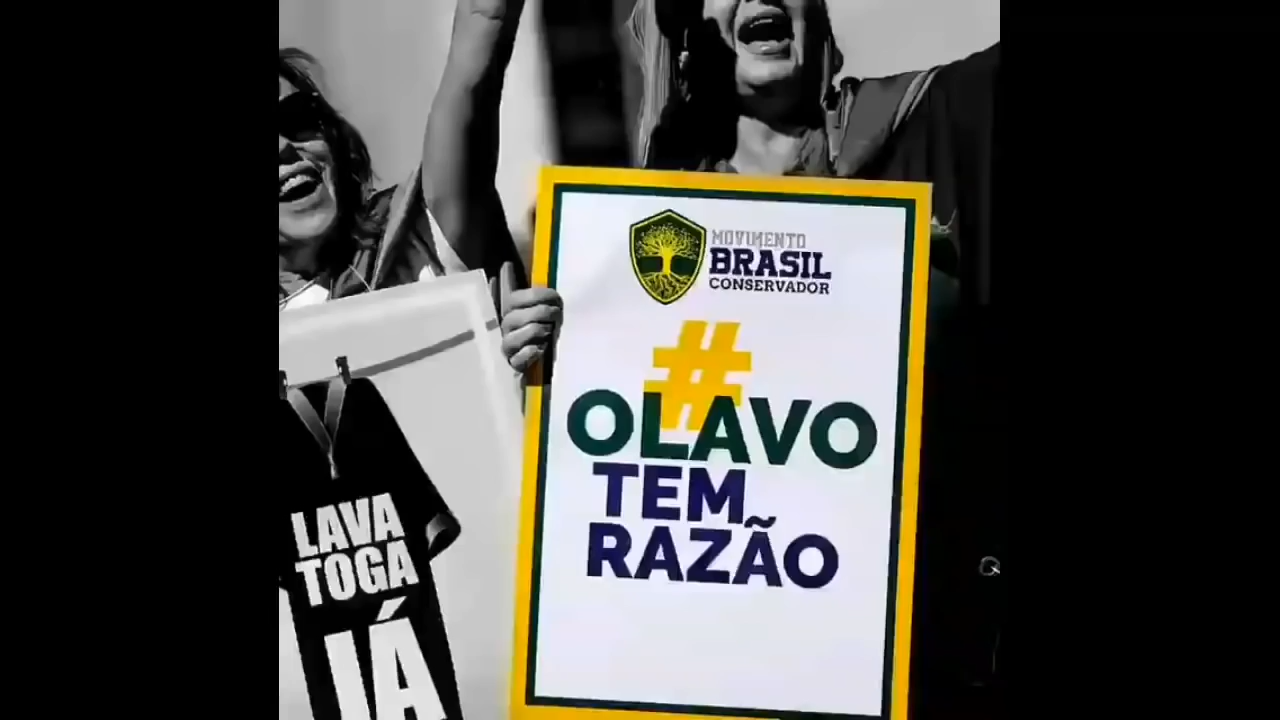 MOVIMENTO
BRASIL
CONSERVADOR
#
OLAVO
TEM
RAZÃO
LAVA
TOGA
JÁ